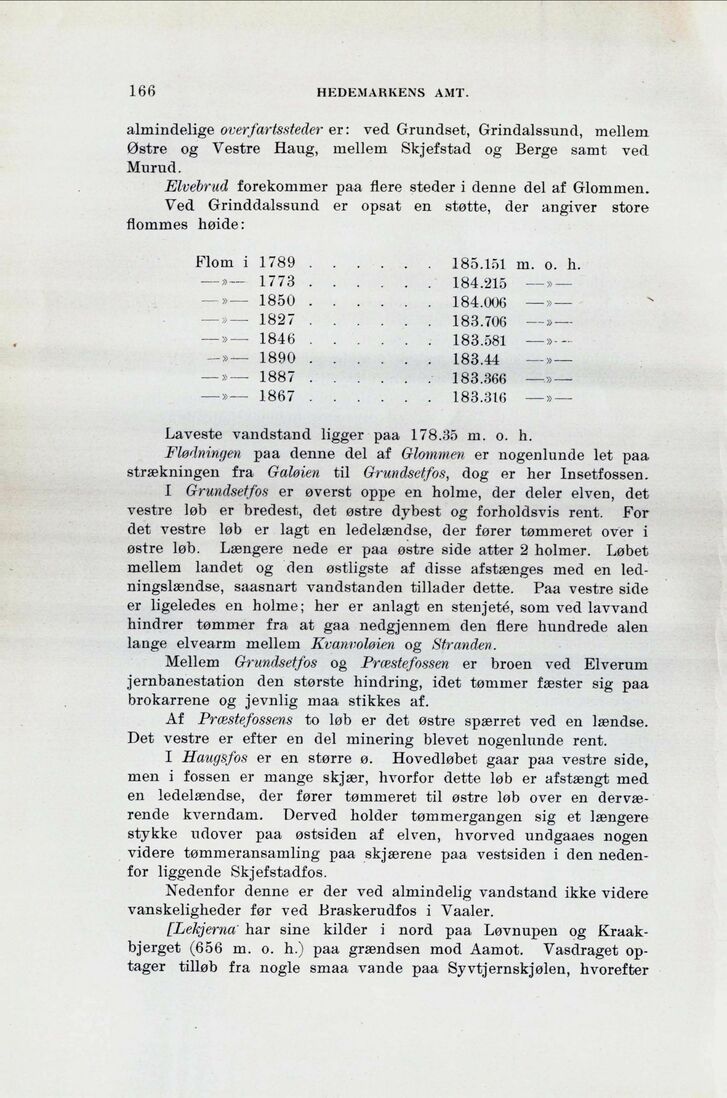 166 HEDEMARKENS AMT.
almindelige overfartssteder er: ved Grundset, Grindalssund, mellem
Østre og Vestre Haug, mellem Skjefstad og Berge samt ved
Murud.
Elvebrud forekommer paa flere steder i denne del af Glommen.
Ved Grinddalssund er opsat en støtte, der angiver store
flommes høide:
Flom i 1789 . . . . . . 185.151 m. o. h.
—»— 1773 . . . . . . 184.215 —»—
—»— 1850 . . . . . . 184.006 —»—
—»— 1827 . . . . . . 183.706 —»—
—»— 1846 . . . . . . 183.581 —»—
—»— 1890 . . . . . . 183.44 —»—
—»— 1887 . . . . . . 183.366 —»—
—»— 1867 . . . . . . 183.316 —»—
Laveste vandstand ligger paa 178.35 m. o. h.
Flødningen paa denne del af Glommen er nogenlunde let paa
strækningen fra Galøien til Grundsetfos, dog er her Insetfossen.
I Grundsetfos er øverst oppe en holme, der deler elven, det
vestre løb er bredest, det østre dybest og forholdsvis rent. For
det vestre løb er lagt en ledelændse, der fører tømmeret over i
østre løb. Længere nede er paa østre side atter 2 holmer. Løbet
mellem landet og den østligste af disse afstænges med en led-
ningslændse, saasnart vandstanden tillader dette. Paa vestre side
er ligeledes en holme; her er anlagt en stenjeté, som ved lavvand
hindrer tømmer fra at gaa nedgjennem den flere hundrede alen
lange elvearm mellem Kvanvoløien og Stranden.
Mellem Grundsetfos og Præstefossen er broen ved Elverum
jernbanestation den største hindring, idet tømmer fæster sig paa
brokarrene og jevnlig maa stikkes af.
Af Præstefossens to løb er det østre spærret ved en lændse.
Det vestre er efter en del minering blevet nogenlunde rent.
I Haugsfos er en større ø. Hovedløbet gaar paa vestre side,
men i fossen er mange skjær, hvorfor dette løb er afstængt med
en ledelændse, der fører tømmeret til østre løb over en dervæ-
rende kverndam. Derved holder tømmergangen sig et længere
stykke udover paa østsiden af elven, hvorved undgaaes nogen
videre tømmeransamling paa skjærene paa vestsiden i den neden-
for liggende Skjefstadfos.
Nedenfor denne er der ved almindelig vandstand ikke videre
vanskeligheder før ved Braskerudfos i Vaaler.
[Lekjerna har sine kilder i nord paa Løvnupen og Kraak-
bjerget (656 m. o. h.) paa grændsen mod Aamot. Vasdraget op-
tager tilløb fra nogle smaa vande paa Syvtjernskjølen, hvorefter